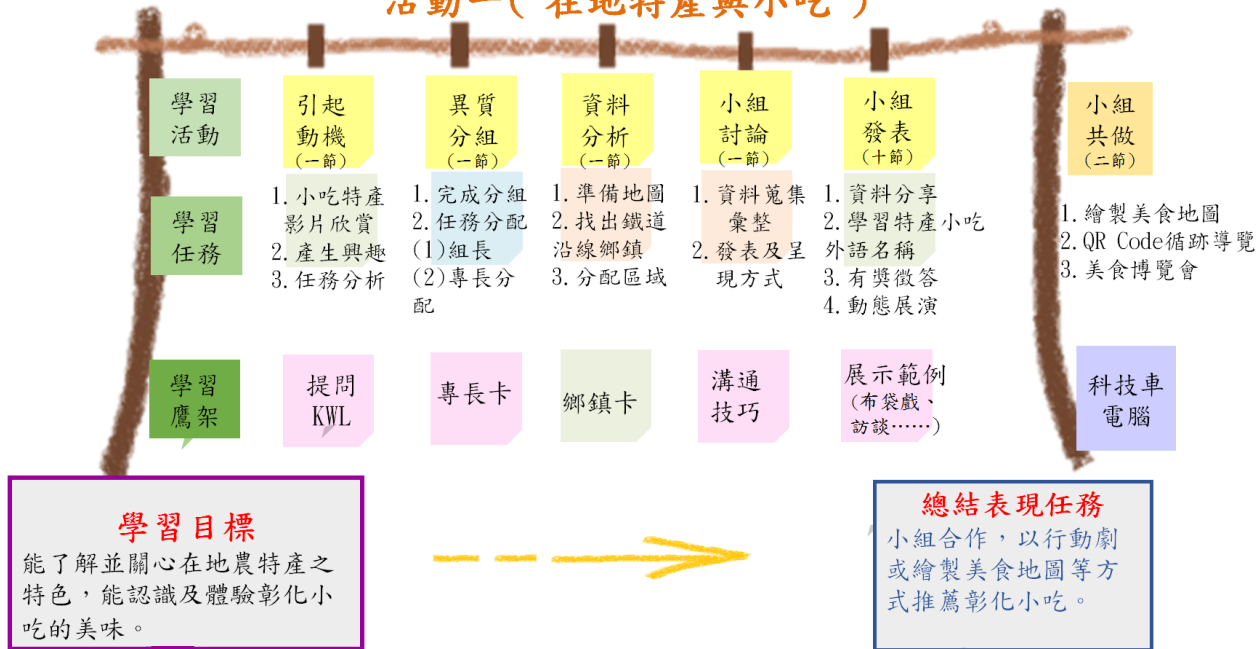 活動一( 在地特產與小吃 )
學習
活動
引起
動機
(一節)
異質
分組
(一節)
資料
分析
(一節)
小組
討論
(一節)
小組
發表
(十節)
小組
共做
(二節)
學習
任務
1. 小吃特產
影片欣賞
2. 產生興趣
3. 任務分析
1. 完成分組
2. 任務分配
(1)組長
(2)專長分
配
1. 準備地圖
2. 找出鐵道
沿線鄉鎮
3. 分配區域
1. 資料蒐集
彙整
2. 發表及呈
現方式
1. 資料分享
2. 學習特產小吃
外語名稱
3. 有獎徵答
4. 動態展演
1. 繪製美食地圖
2. QR Code循跡導覽
3. 美食博覽會
學習
鷹架
提問
KWL
專長卡
鄉鎮卡
溝通
技巧
展示範例
(布袋戲、
訪談……)
科技車
電腦
學習目標
能了解並關心在地農特產之
特色，能認識及體驗彰化小
吃的美味。
總結表現任務
小組合作，以行動劇
或繪製美食地圖等方
式推薦彰化小吃。